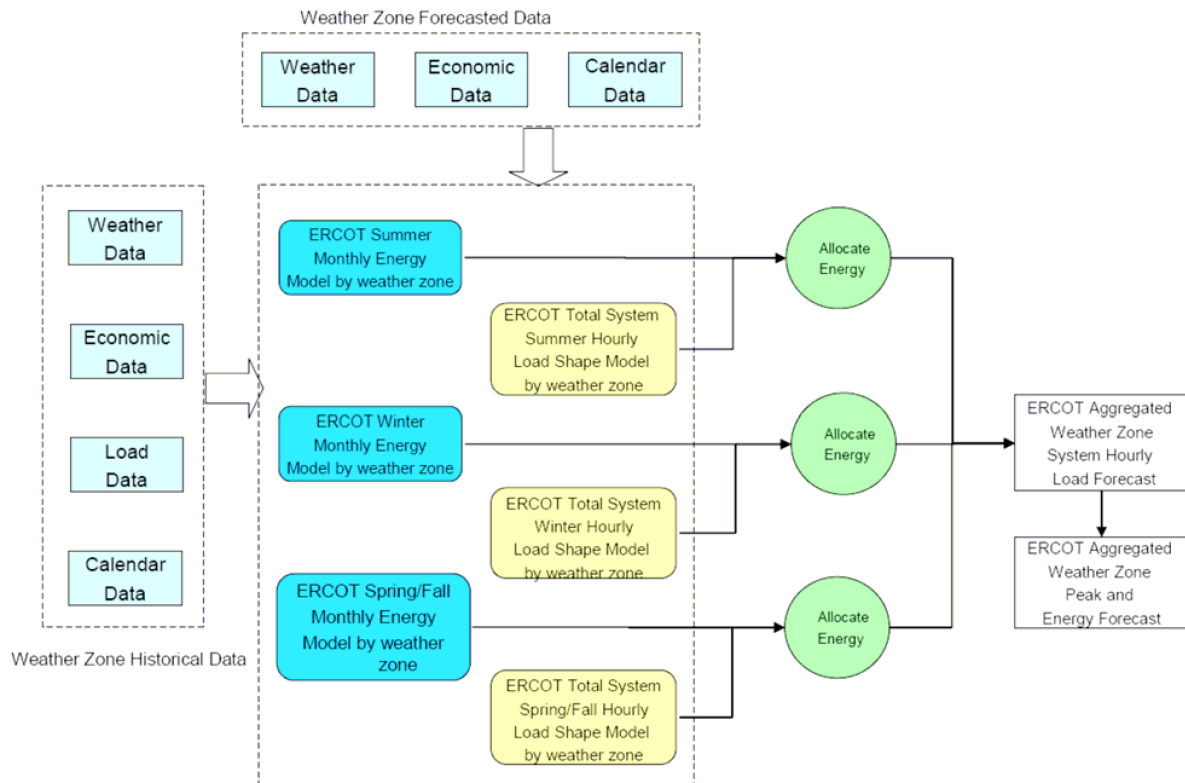 Weather Zone Forecasted Data
Weather
Data
Economic
Data
Calendar
Data
Weather
Data
Economic
Data
Load
Data
Calendar
Data
Weather Zone Historical Data
ERCOT Summer
Monthly Energy
Model by weather zone
ERCOT Total System
Summer Hourly
Load Shape Model
by weather zone
Allocate
Energy
ERCOT Winter
Monthly Energy
Model by weather zone
ERCOT Total System
Winter Hourly
Load Shape Model
by weather zone
Allocate
Energy
ERCOT Spring/Fall
Monthly Energy
Model by weather
zone
ERCOT Total System
Spring/Fall Hourly
Load Shape Model
by weather zone
Allocate
Energy
ERCOT Aggregated
Weather Zone
System Hourly
Load Forecast
ERCOT Aggregated
Weather Zone
Peak and
Energy Forecast